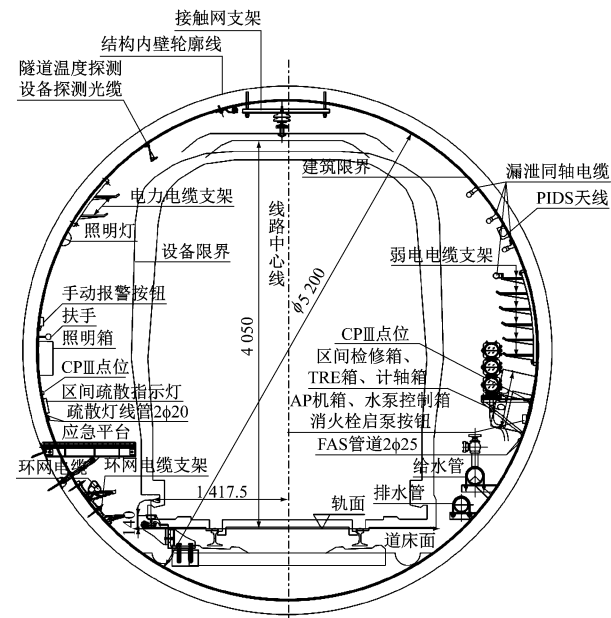 接触网支架
结构内壁轮廓线
隧道温度探测
设备探测光缆
建筑限界
漏泄同轴电缆
PIDS天线
电力电缆支架
照明灯
设备限界
线路中心线
ϕ5 200
4 050
弱电电缆支架
手动报警按钮
扶手
照明箱
CPⅢ点位
区间疏散指示灯
疏散灯线管2ϕ20
应急平台
环网电缆
环网电缆支架
CPⅢ点位
区间检修箱、
TRE箱、计轴箱
AP机箱、水泵控制箱
消火栓启泵按钮
FAS管道2ϕ25
给水管
排水管
1 417.5
轨面
140
道床面